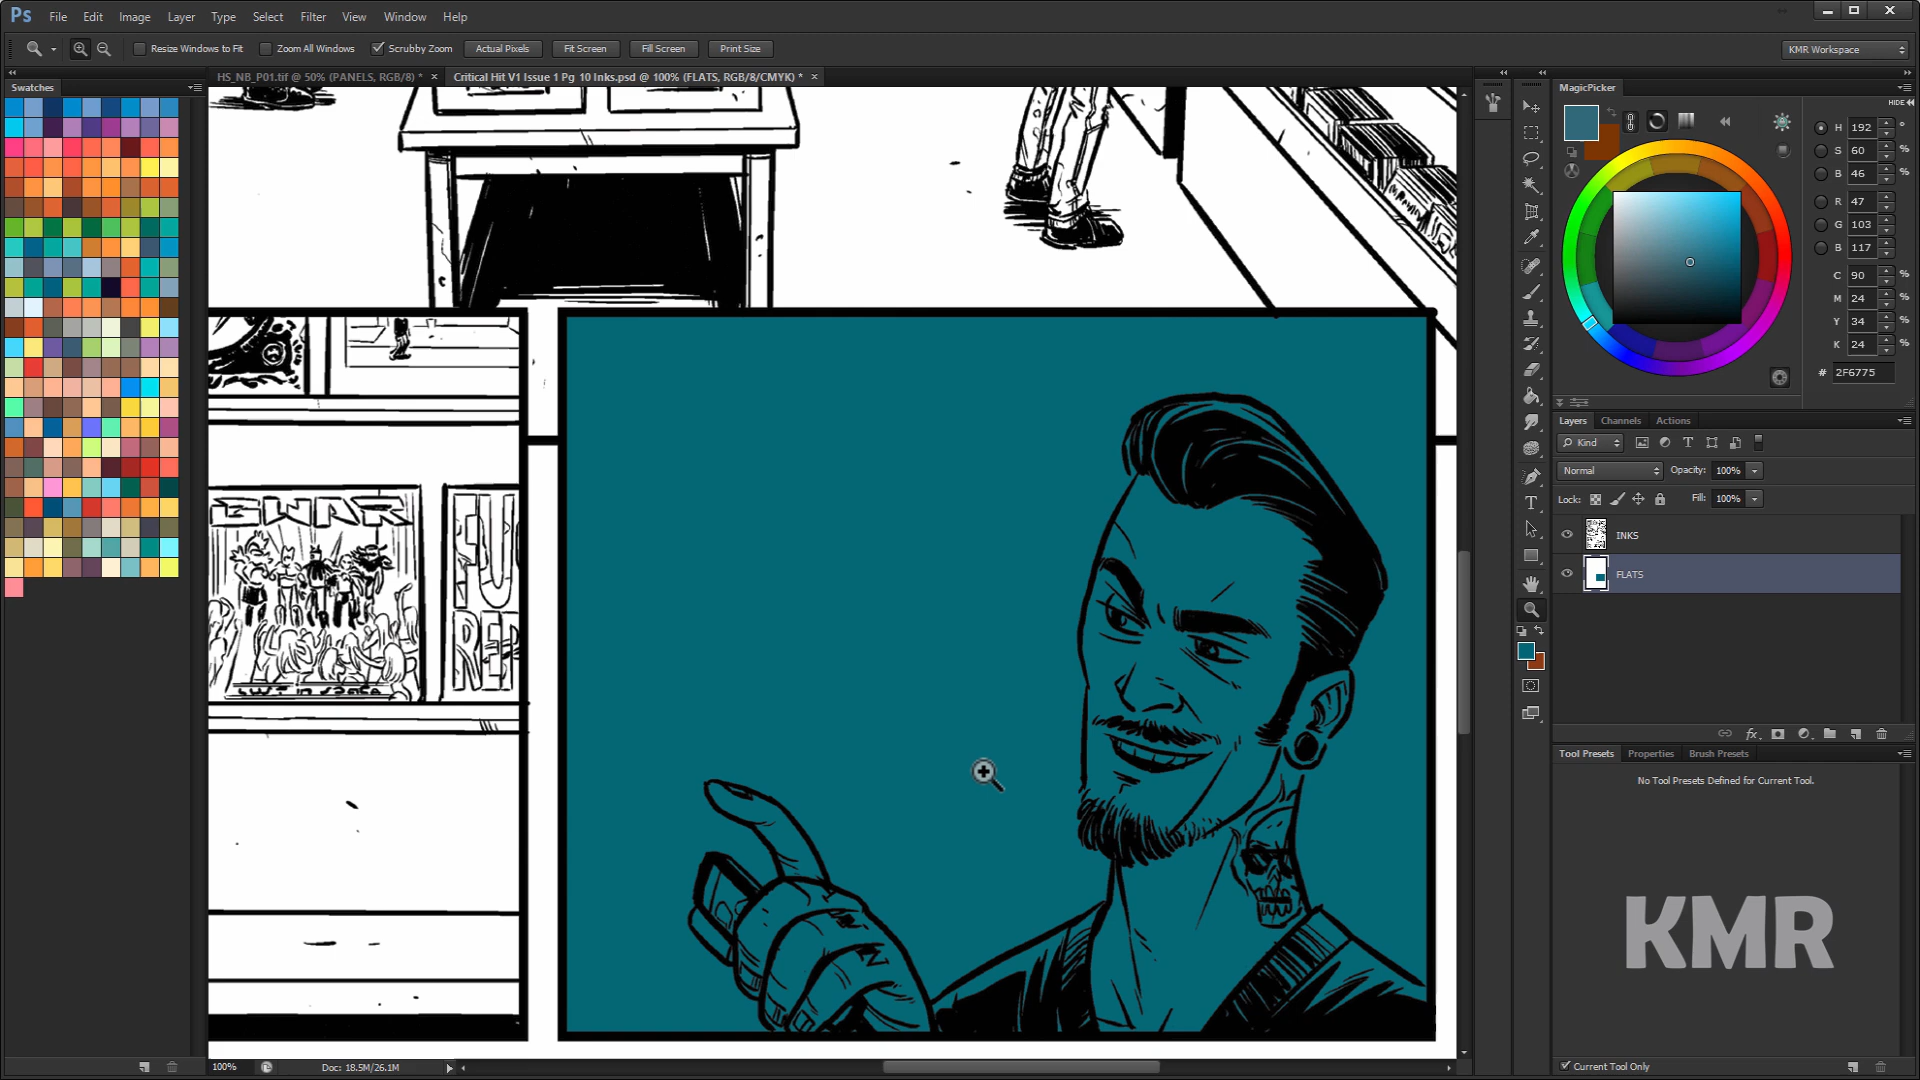 Ps File Edit Image Layer Type Select Filter View Window Help
Resize Windows to Fit Zoom All Windows Scrubby Zoom Actual Pixels Fit Screen Fill Screen Print Size KMR Workspace
HS_NB_P01.tif @ 50% (PANELS, RGB/8) * Critical Hit V1 Issue 1 Pg 10 Inks.psd @ 100% (FLATS, RGB/8/CMYK) *
Swatches
MagicPicker
HIDE
H 192 °
S 60 %
B 46 %
R 47
G 103
B 117
C 90 %
M 24 %
Y 34 %
K 24 %
# 2F6775
Layers Channels Actions
Kind
Normal Opacity: 100%
Lock: Fill: 100%
INKS
FLATS
GWAR
Tool Presets Properties Brush Presets
No Tool Presets Defined for Current Tool.
KMR
N
100% Doc: 18.5M/26.1M
Current Tool Only